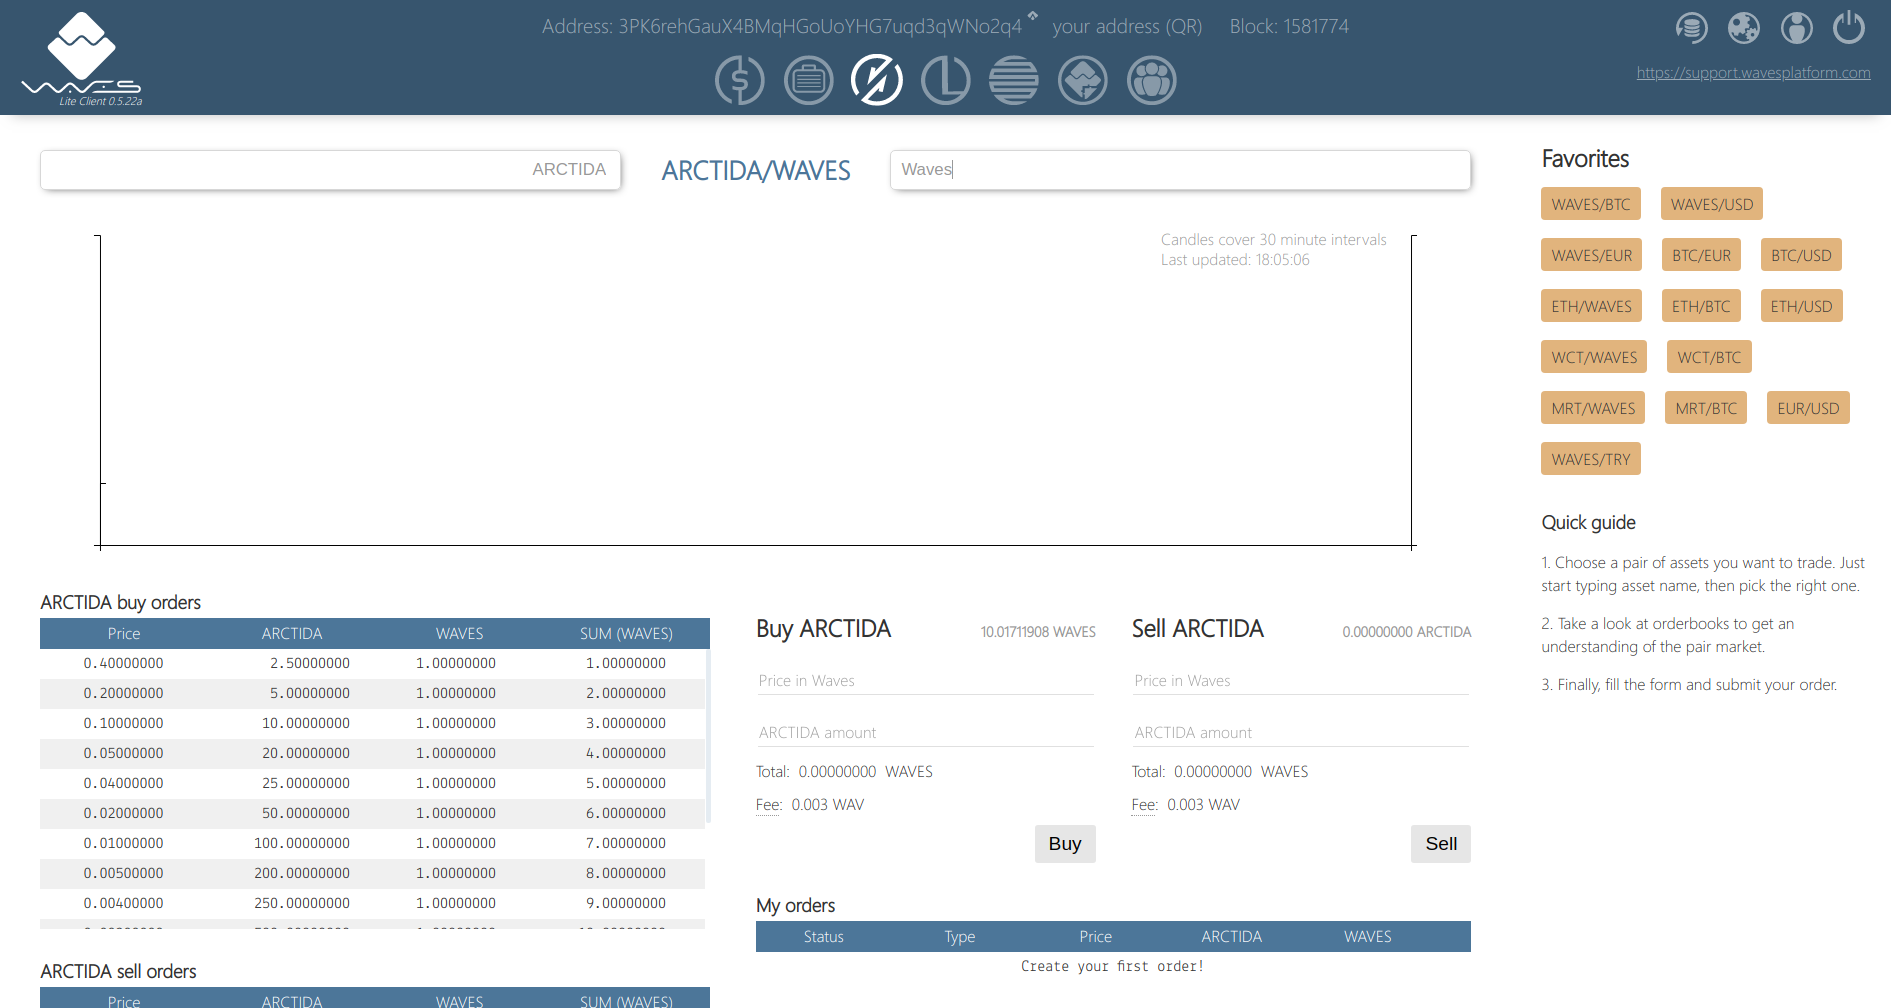 Address: 3PK6rehGauX4BMqHGoUoYHG7uqd3qWNo2q4 your address (QR) Block: 1581774
WAVES
Lite Client 0.5.22a
https://support.wavesplatform.com
ARCTIDA
ARCTIDA/WAVES
Waves
Candles cover 30 minute intervals
Last updated: 18:05:06
ARCTIDA buy orders
Price ARCTIDA WAVES SUM (WAVES)
0.40000000 2.50000000 1.00000000 1.00000000
0.20000000 5.00000000 1.00000000 2.00000000
0.10000000 10.00000000 1.00000000 3.00000000
0.05000000 20.00000000 1.00000000 4.00000000
0.04000000 25.00000000 1.00000000 5.00000000
0.02000000 50.00000000 1.00000000 6.00000000
0.01000000 100.00000000 1.00000000 7.00000000
0.00500000 200.00000000 1.00000000 8.00000000
0.00400000 250.00000000 1.00000000 9.00000000
ARCTIDA sell orders
Price ARCTIDA WAVES SUM (WAVES)
Buy ARCTIDA 10.01711908 WAVES
Price in Waves
ARCTIDA amount
Total: 0.00000000 WAVES
Fee: 0.003 WAV
Buy
Sell ARCTIDA 0.00000000 ARCTIDA
Price in Waves
ARCTIDA amount
Total: 0.00000000 WAVES
Fee: 0.003 WAV
Sell
My orders
Status Type Price ARCTIDA WAVES
Create your first order!
Favorites
WAVES/BTC WAVES/USD
WAVES/EUR BTC/EUR BTC/USD
ETH/WAVES ETH/BTC ETH/USD
WCT/WAVES WCT/BTC
MRT/WAVES MRT/BTC EUR/USD
WAVES/TRY
Quick guide
1. Choose a pair of assets you want to trade. Just
start typing asset name, then pick the right one.
2. Take a look at orderbooks to get an
understanding of the pair market.
3. Finally, fill the form and submit your order.